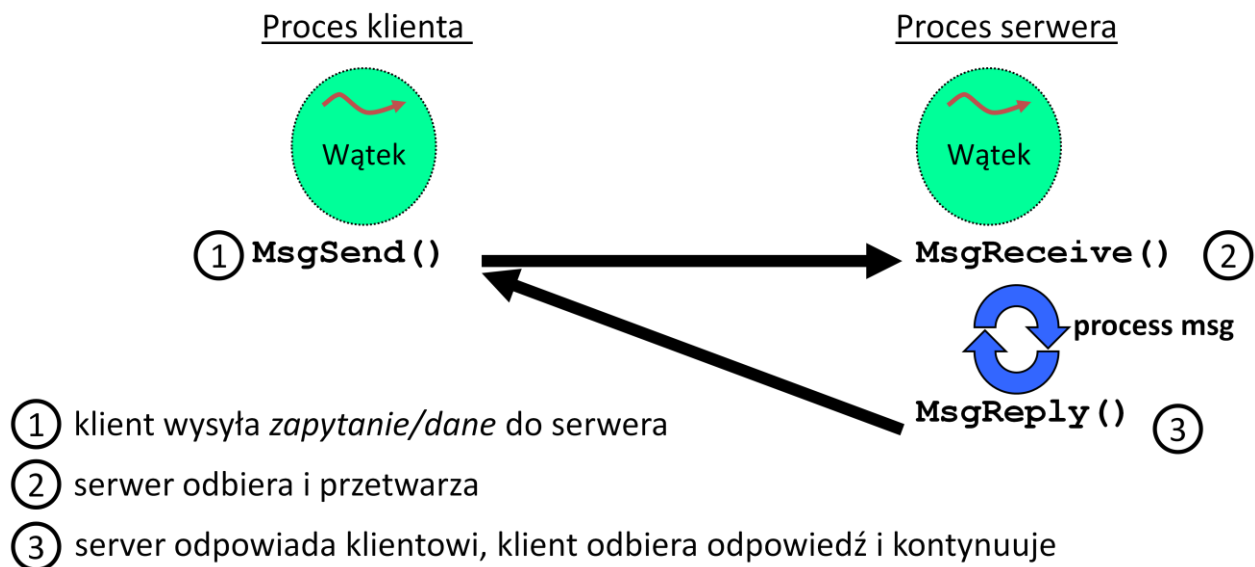 Proces klienta
Proces serwera
Wątek
Wątek
1 MsgSend()
MsgReceive() 2
process msg
MsgReply() 3
1 klient wysyła zapytanie/dane do serwera
2 serwer odbiera i przetwarza
3 server odpowiada klientowi, klient odbiera odpowiedź i kontynuuje